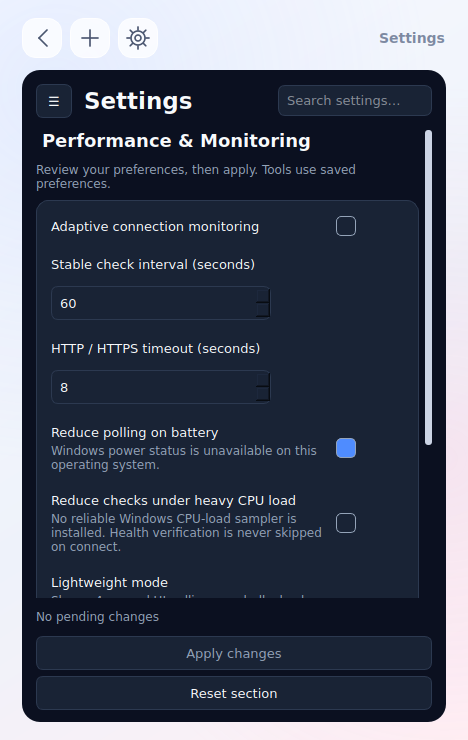 Settings
☰
Settings
Search settings...
Performance & Monitoring
Review your preferences, then apply. Tools use saved
preferences.
Adaptive connection monitoring
Stable check interval (seconds)
60
HTTP / HTTPS timeout (seconds)
8
Reduce polling on battery
Windows power status is unavailable on this
operating system.
Reduce checks under heavy CPU load
No reliable Windows CPU-load sampler is
installed. Health verification is never skipped
on connect.
Lightweight mode
No pending changes
Apply changes
Reset section